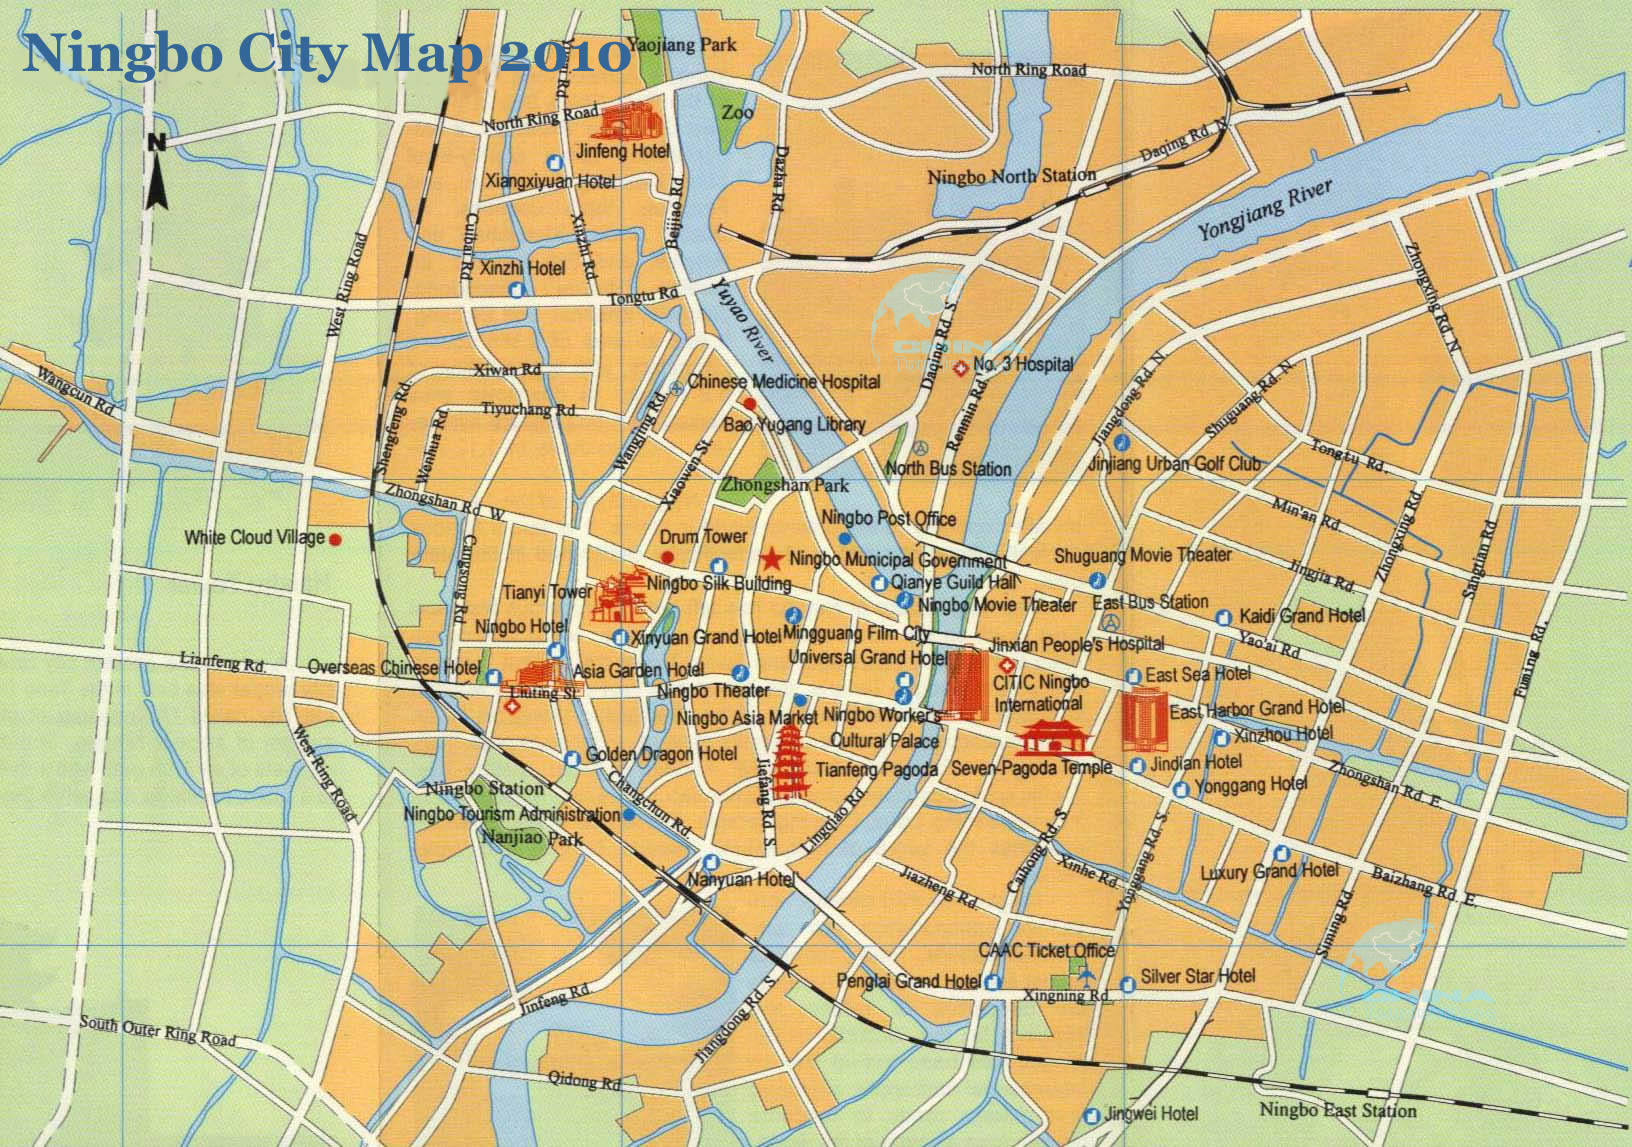 Ningbo City Map 2010
Yaojiang Park
North Ring Road
Zoo
North Ring Road
Daqing Rd. N
N
Jinfeng Hotel
Xiangxiyuan Hotel
Dazha Rd.
Ningbo North Station
Yongjiang River
Cuibai Rd
Xinzhi Rd
Beijiao Rd.
West Ring Road
Xinzhi Hotel
Tongtu Rd
Yuyao River
Zhongxing Rd N.
Daqing Rd. S
CHINA
No. 3 Hospital
Xiwan Rd
Wangcun Rd
Shengfeng Rd.
Wenhua Rd.
Tiyuchang Rd.
Chinese Medicine Hospital
Bao Yugang Library
Wangjing Rd.
Xiaowen St.
Renmin Rd.
Jiangdong Rd. N.
Shuguang Rd. N.
North Bus Station
Jinjiang Urban Golf Club
Tongtu Rd.
Zhongshan Park
Zhongshan Rd. W.
Ningbo Post Office
Min'an Rd.
Zhongxing Rd.
Sangtian Rd
White Cloud Village
Drum Tower
Ningbo Municipal Government
Shuguang Movie Theater
Jingjia Rd.
Cangsong Rd
Tianyi Tower
Ningbo Silk Building
Qianye Guild Hall
Ningbo Movie Theater
East Bus Station
Kaidi Grand Hotel
Ningbo Hotel
Xinyuan Grand Hotel
Mingguang Film City
Jinxian People's Hospital
Yao'ai Rd
Fuming Rd.
Lianfeng Rd.
Overseas Chinese Hotel
Asia Garden Hotel
Universal Grand Hotel
CITIC Ningbo
International
East Sea Hotel
Liuting St.
Ningbo Theater
Ningbo Asia Market
Ningbo Worker's
Cultural Palace
East Harbor Grand Hotel
Xinzhou Hotel
West Ring Road
Golden Dragon Hotel
Jiefang Rd. S
Tianfeng Pagoda
Seven-Pagoda Temple
Jindian Hotel
Zhongshan Rd. E.
Ningbo Station
Changchun Rd.
Yonggang Hotel
Ningbo Tourism Administration
Nanjiao Park
Lingqiao Rd.
Caihong Rd. S
Yonggang Rd. S.
Nanyuan Hotel
Jiazheng Rd.
Xinhe Rd.
Luxury Grand Hotel
Baizhang Rd. E.
Siming Rd.
CAAC Ticket Office
Penglai Grand Hotel
Silver Star Hotel
Xingning Rd.
CHINA
Jinfeng Rd.
Jiangdong Rd. S.
South Outer Ring Road
Qidong Rd
Jingwei Hotel
Ningbo East Station